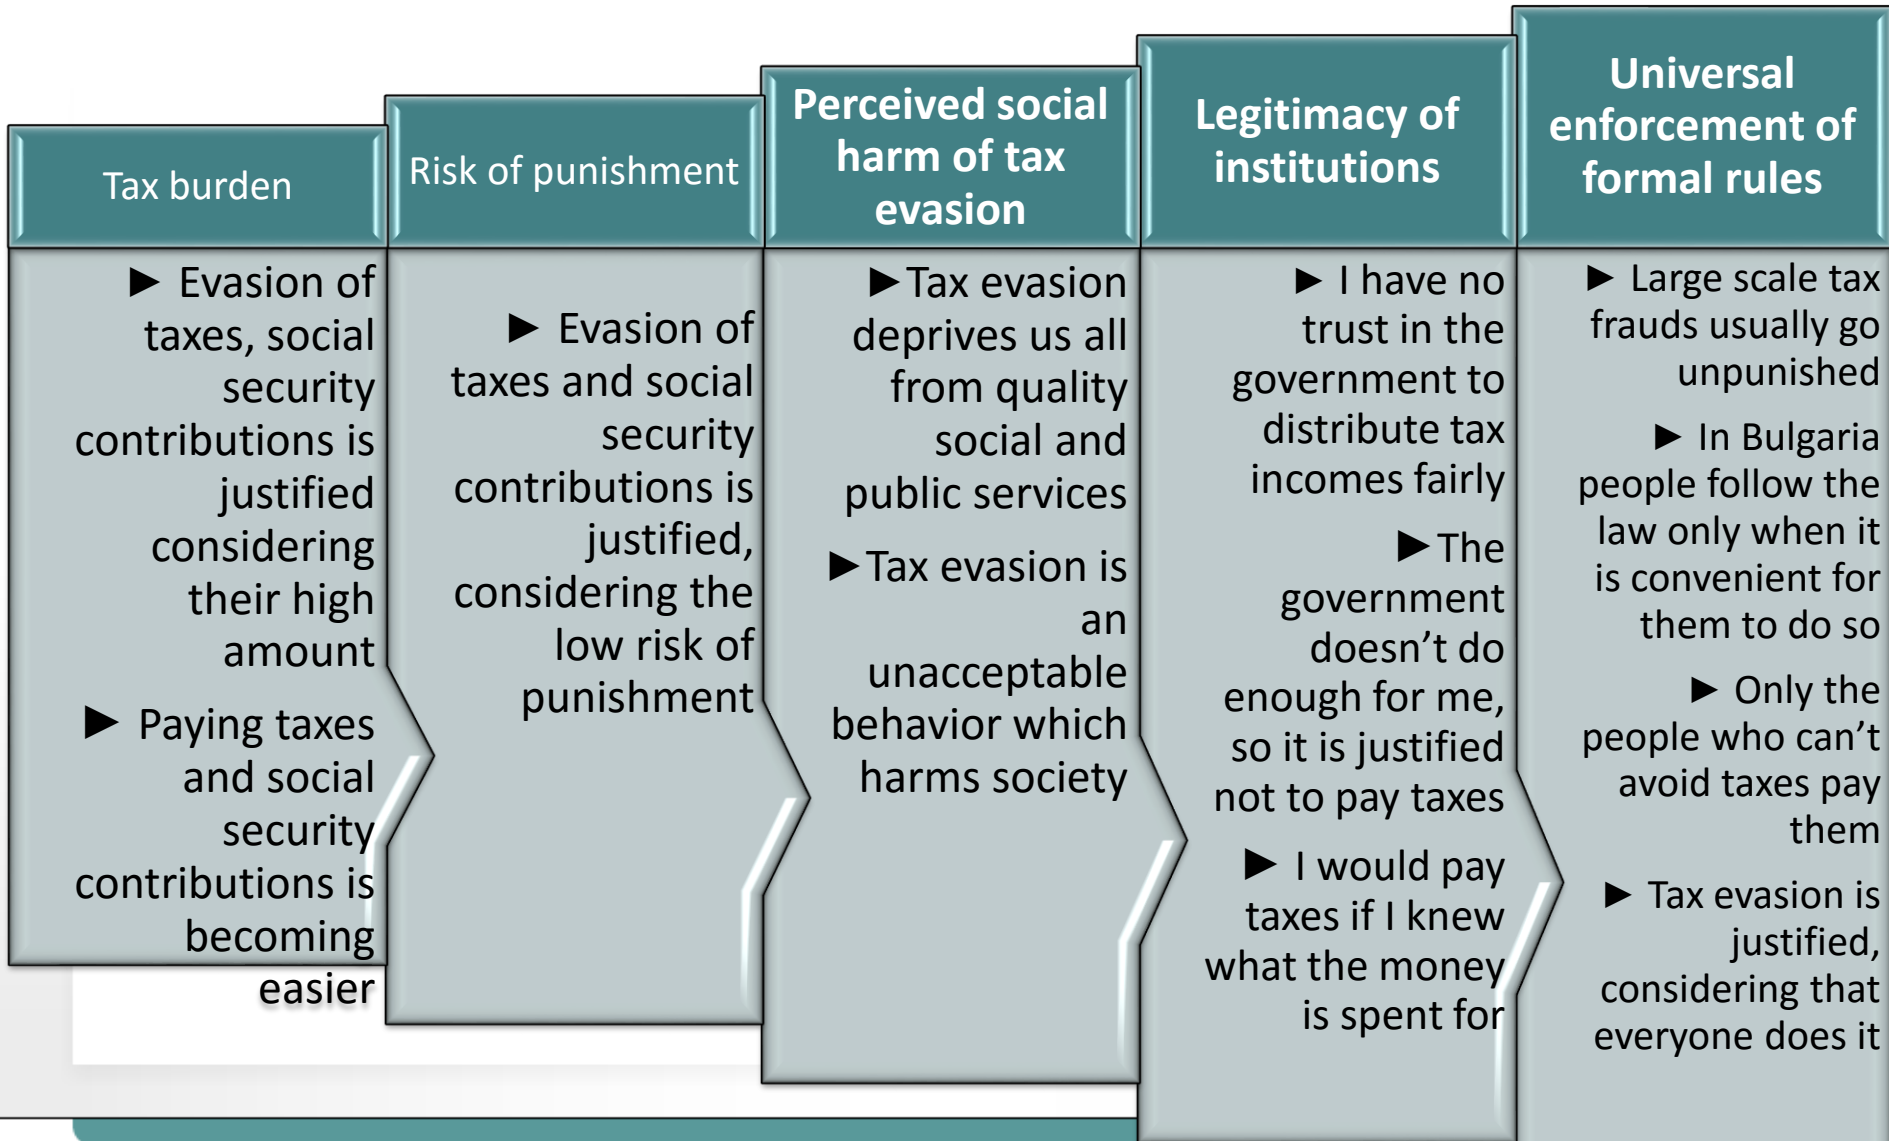 Tax burden
► Evasion of
taxes, social
security
contributions is
justified
considering
their high
amount
► Paying taxes
and social
security
contributions is
becoming
easier
Risk of punishment
► Evasion of
taxes and social
security
contributions is
justified,
considering the
low risk of
punishment
Perceived social
harm of tax
evasion
►Tax evasion
deprives us all
from quality
social and
public services
►Tax evasion is
an
unacceptable
behavior which
harms society
Legitimacy of
institutions
► I have no
trust in the
government to
distribute tax
incomes fairly
►The
government
doesn’t do
enough for me,
so it is justified
not to pay taxes
► I would pay
taxes if I knew
what the money
is spent for
Universal
enforcement of
formal rules
► Large scale tax
frauds usually go
unpunished
► In Bulgaria
people follow the
law only when it
is convenient for
them to do so
► Only the
people who can’t
avoid taxes pay
them
► Tax evasion is
justified,
considering that
everyone does it